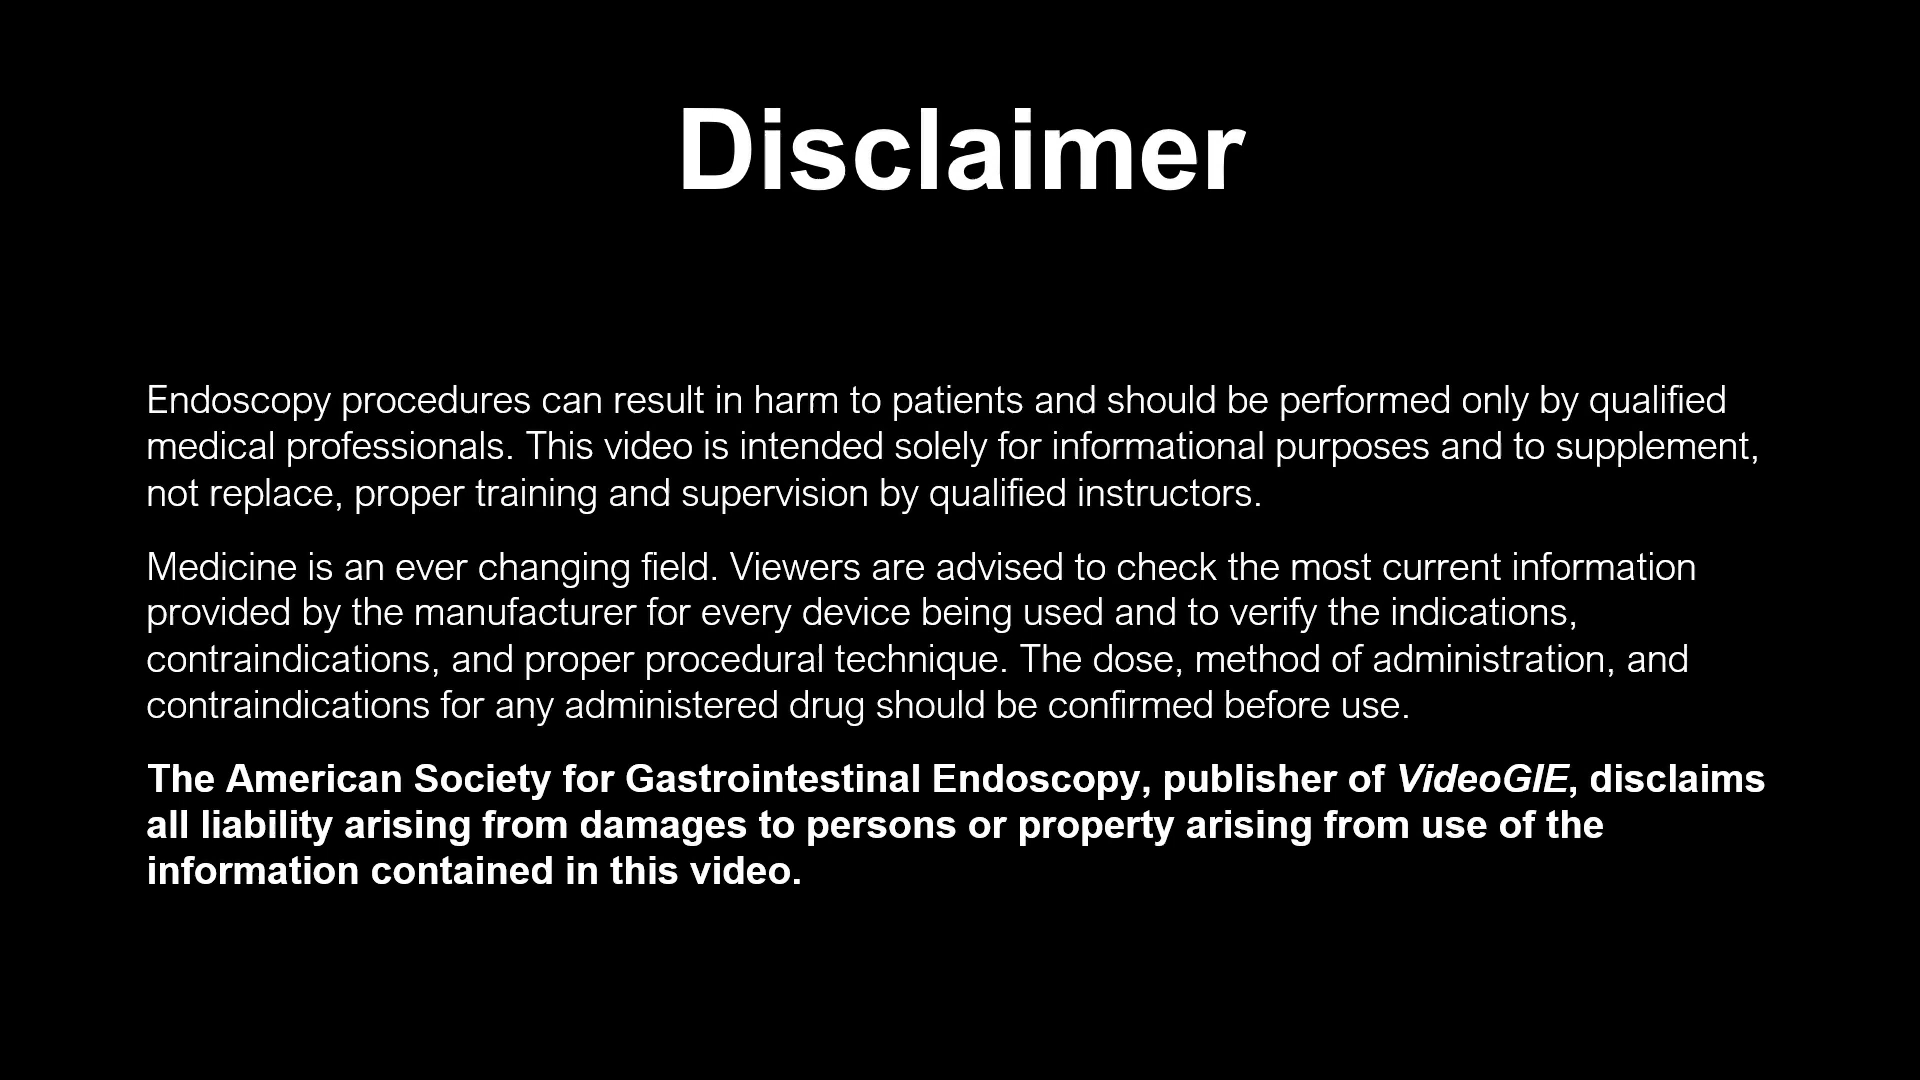 Disclaimer
Endoscopy procedures can result in harm to patients and should be performed only by qualified
medical professionals. This video is intended solely for informational purposes and to supplement,
not replace, proper training and supervision by qualified instructors.
Medicine is an ever changing field. Viewers are advised to check the most current information
provided by the manufacturer for every device being used and to verify the indications,
contraindications, and proper procedural technique. The dose, method of administration, and
contraindications for any administered drug should be confirmed before use.
The American Society for Gastrointestinal Endoscopy, publisher of VideoGIE, disclaims
all liability arising from damages to persons or property arising from use of the
information contained in this video.